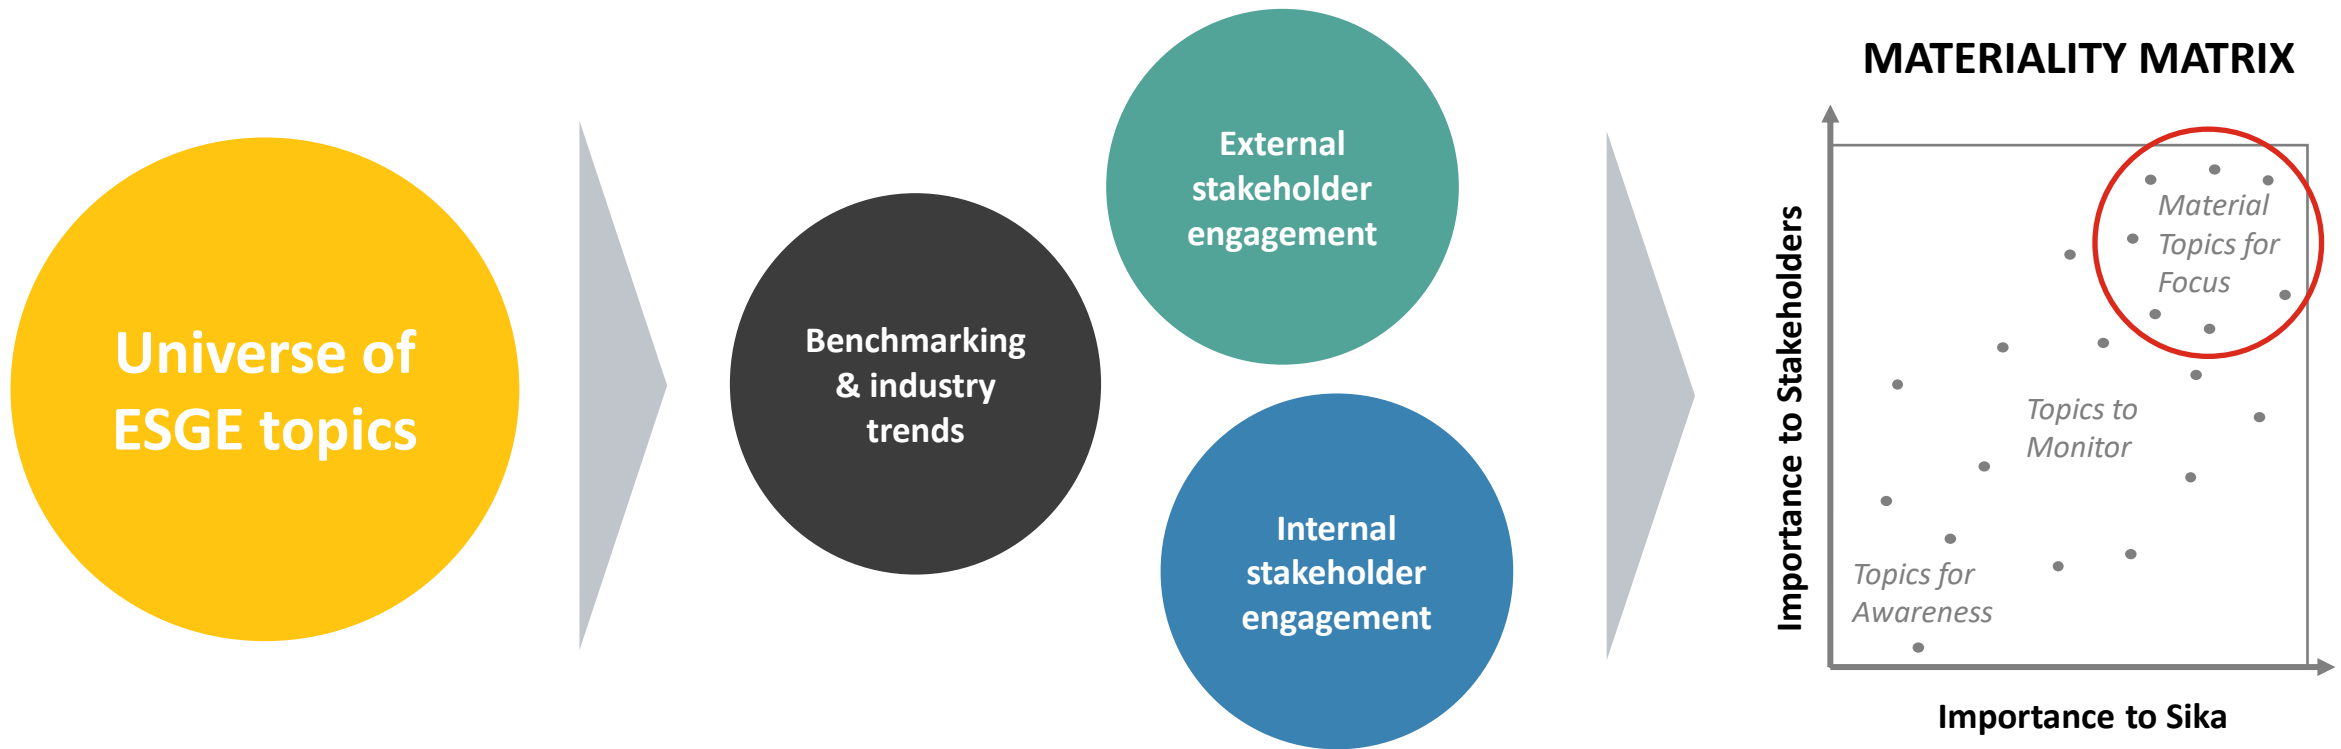 Universe of
ESGE topics
Benchmarking
& industry
trends
External
stakeholder
engagement
Internal
stakeholder
engagement
MATERIALITY MATRIX
Importance to Stakeholders
Material
Topics for
Focus
Topics to
Monitor
Topics for
Awareness
Importance to Sika